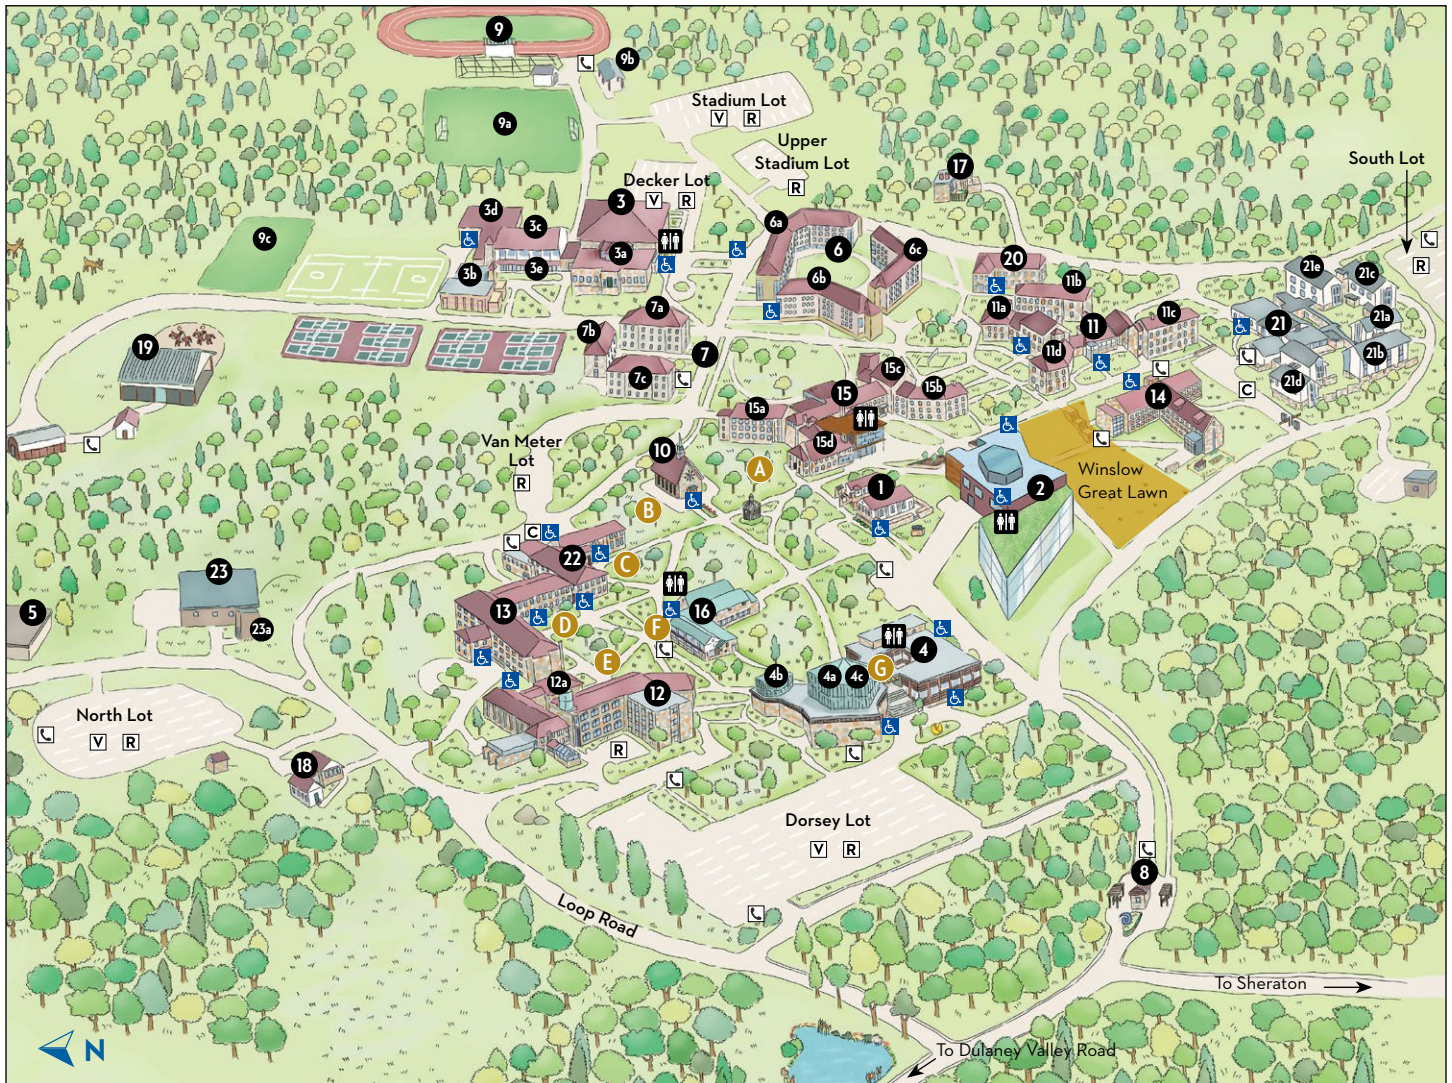 9
9b
Stadium Lot
V R
9a
Upper
Stadium Lot
R
South Lot
R
17
Decker Lot
V R
3
3d
3c
3a
3e
3b
9c
6a
6
6c
6b
20
11b
11a
11
11c
11d
21e
21c
21
21a
21b
21d
C
7a
7b
7
7c
19
15c
15
15b
15a
15d
14
Van Meter
Lot
R
10
A
1
2
Winslow
Great Lawn
B
C
22
C
23
23a
5
13
D
16
F
E
4
G
4b
4a
4c
12a
12
R
North Lot
V R
18
Dorsey Lot
V R
8
Loop Road
To Sheraton
To Dulaney Valley Road
N